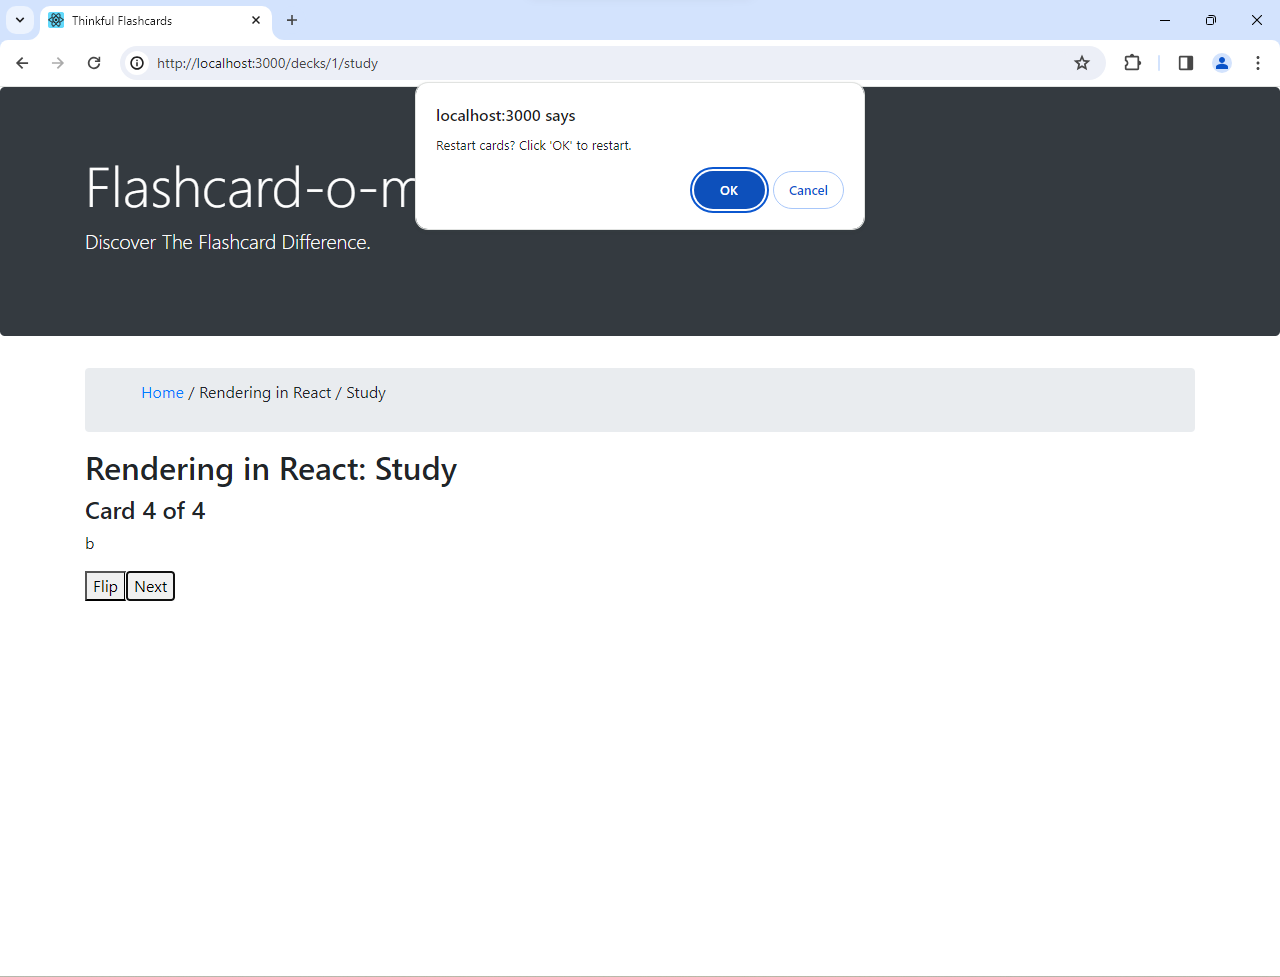 Thinkful Flashcards
http://localhost:3000/decks/1/study
localhost:3000 says
Restart cards? Click 'OK' to restart.
OK
Cancel
Flashcard-o-m
Discover The Flashcard Difference.
Home / Rendering in React / Study
Rendering in React: Study
Card 4 of 4
b
Flip
Next